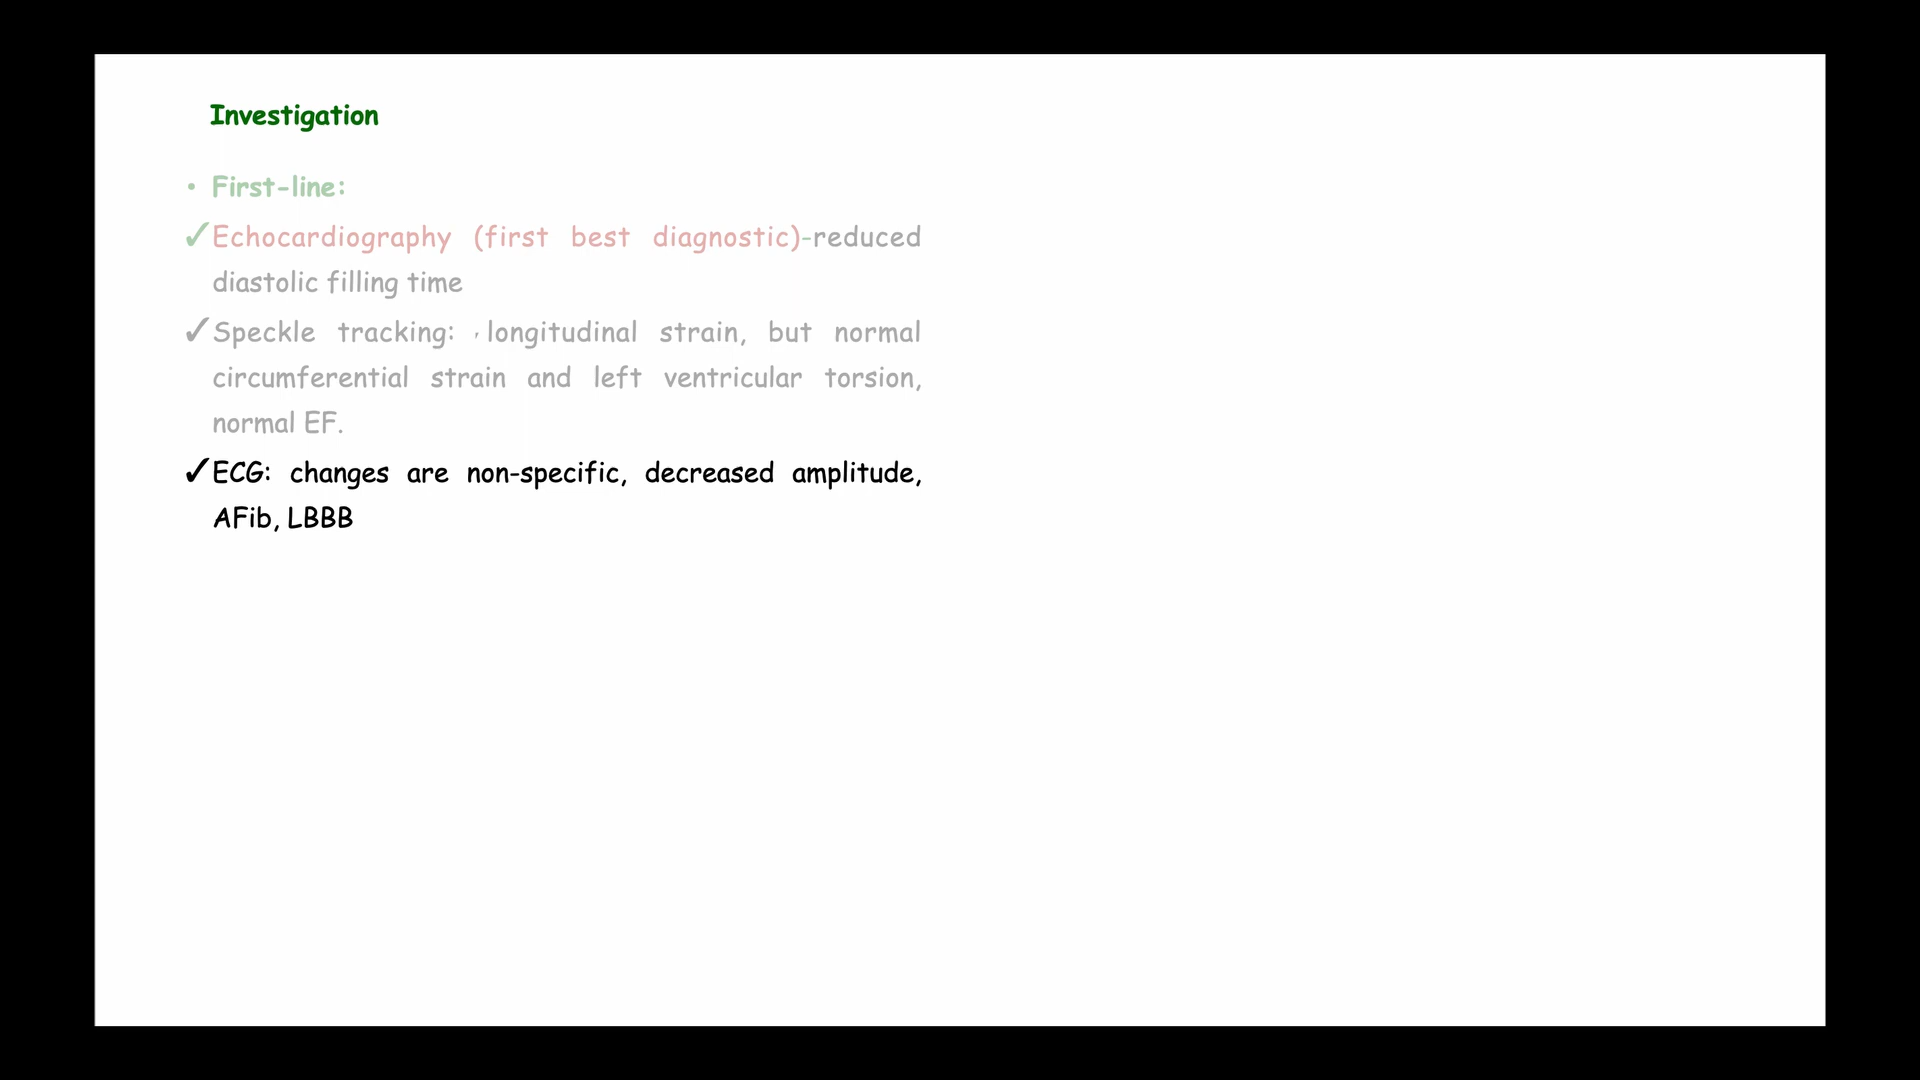 Investigation
• First-line:
✓Echocardiography (first best diagnostic)-reduced
diastolic filling time
✓Speckle tracking: longitudinal strain, but normal
circumferential strain and left ventricular torsion,
normal EF.
✓ECG: changes are non-specific, decreased amplitude,
AFib, LBBB